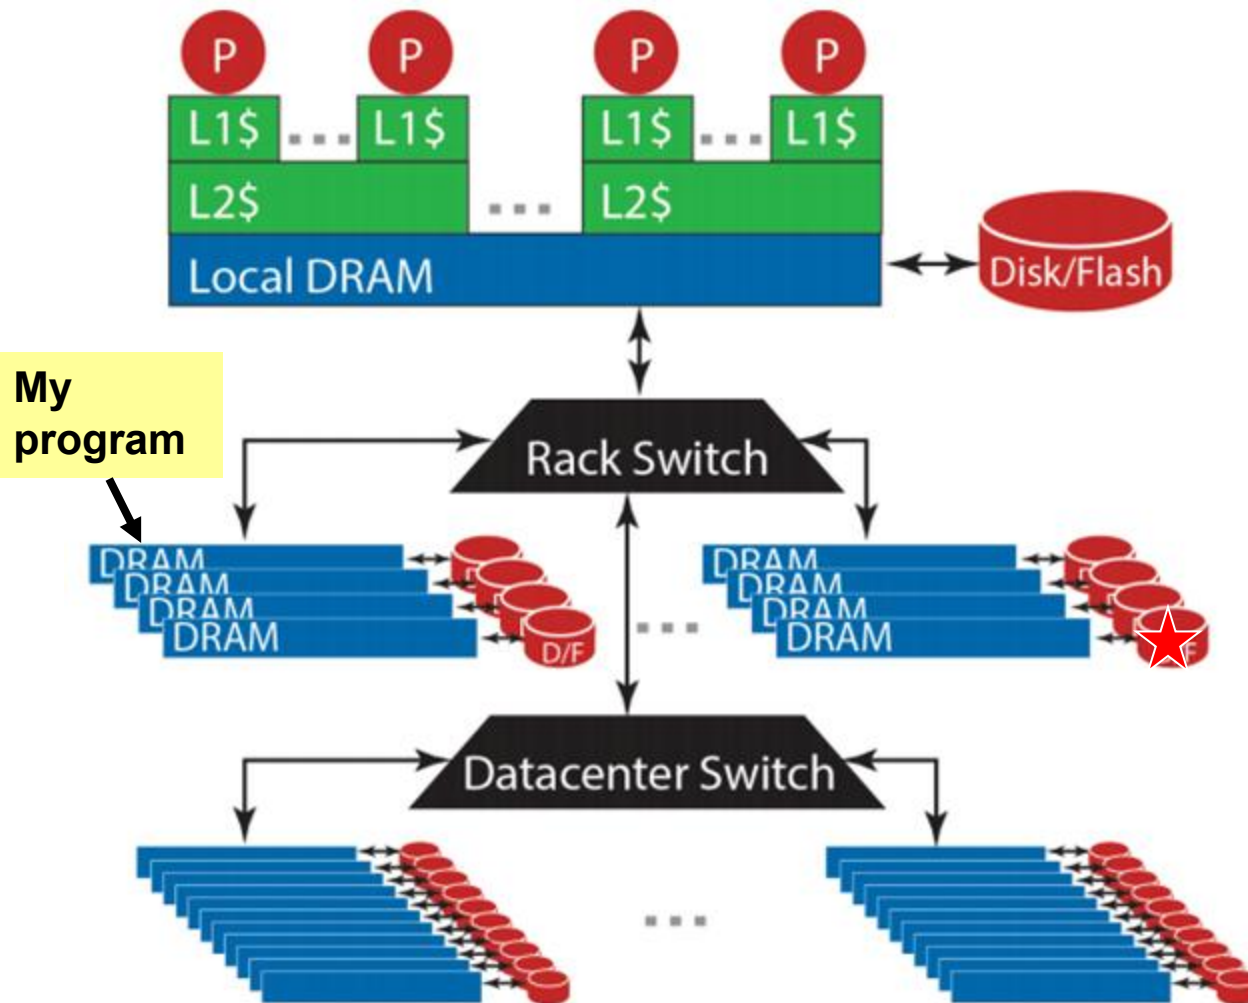 P P P P
L1$ L1$ L1$ L1$
L2$ L2$
Local DRAM
Disk/Flash
My
program
Rack Switch
DRAM
DRAM
DRAM
DRAM
D/F
DRAM
DRAM
DRAM
DRAM
Datacenter Switch